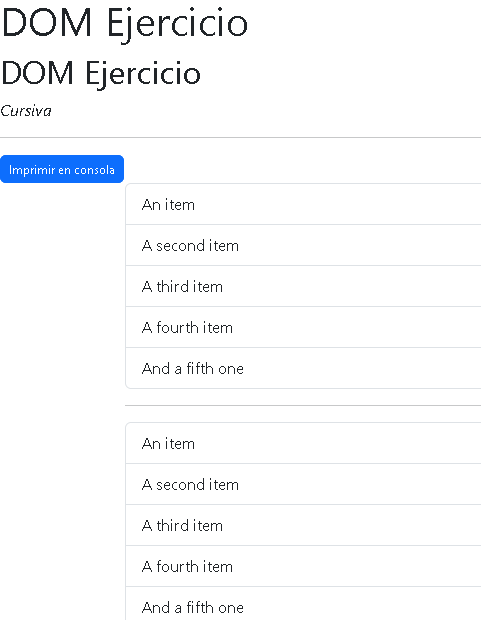 DOM Ejercicio
DOM Ejercicio
Cursiva
Imprimir en consola
An item
A second item
A third item
A fourth item
And a fifth one
An item
A second item
A third item
A fourth item
And a fifth one